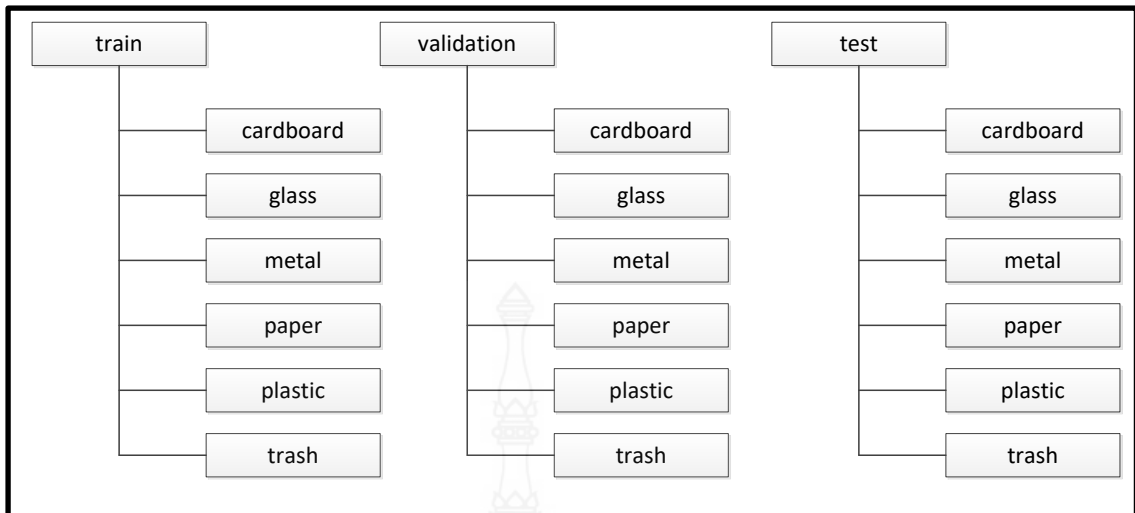 train
cardboard
glass
metal
paper
plastic
trash
validation
cardboard
glass
metal
paper
plastic
trash
test
cardboard
glass
metal
paper
plastic
trash